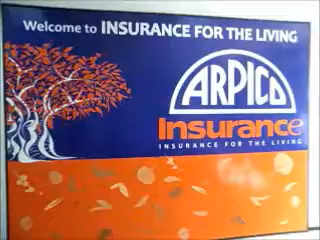 Welcome to INSURANCE FOR THE LIVING
ARPICO
Insurance
INSURANCE FOR THE LIVING